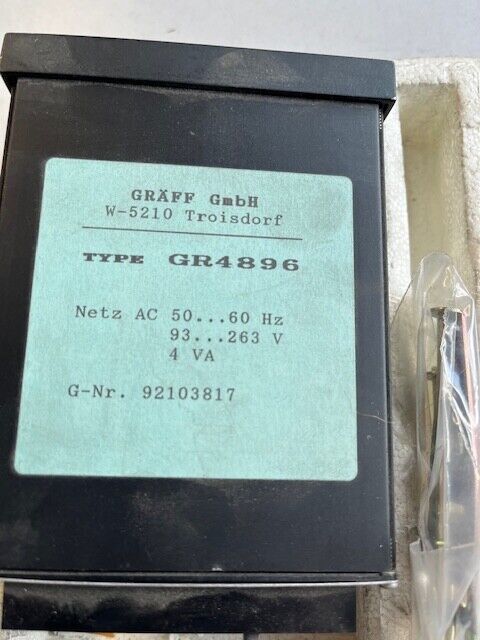 GRÄFF GmbH
W-5210 Troisdorf
TYPE GR4896
Netz AC 50...60 Hz
93...263 V
4 VA
G-Nr. 92103817